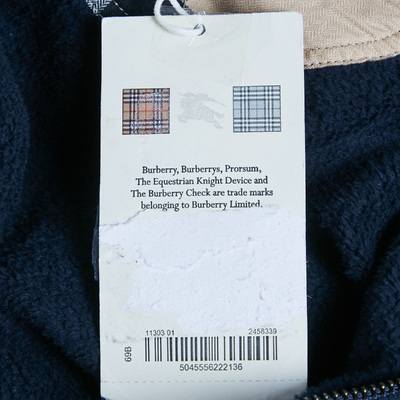 Burberry, Burberrys, Prorsum,
The Equestrian Knight Device and
The Burberry Check are trade marks
belonging to Burberry Limited.
11303 01 2458339
69B
5045556222136